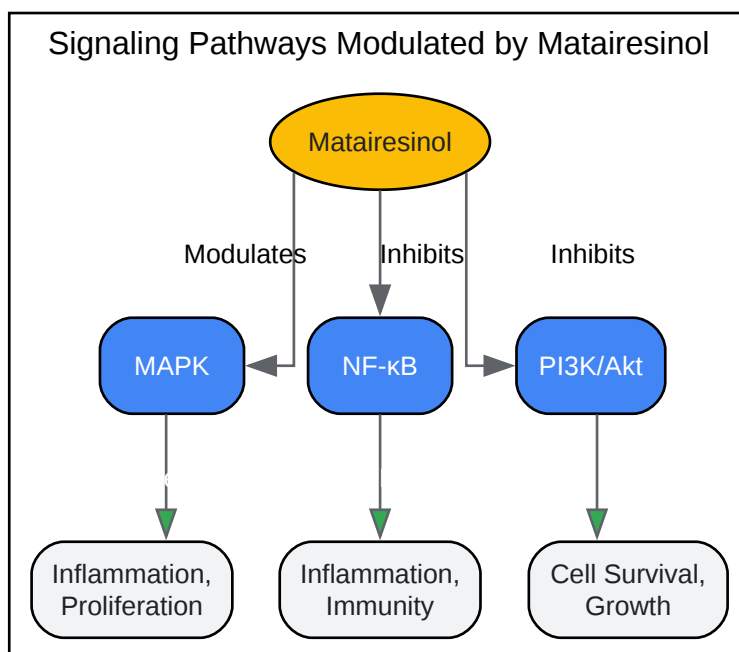 Signaling Pathways Modulated by Matairesinol
Matairesinol
Modulates
Inhibits
Inhibits
MAPK
NF-κB
PI3K/Akt
Inflammation,
Proliferation
Inflammation,
Immunity
Cell Survival,
Growth